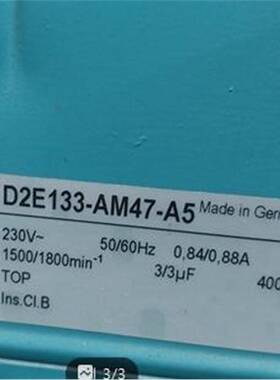 D2E133-AM47-A5 Made in Ger
230V~ 50/60Hz 0,84/0,88A
1500/1800min⁻¹ 3/3µF 400
TOP
Ins.Cl.B
3/3